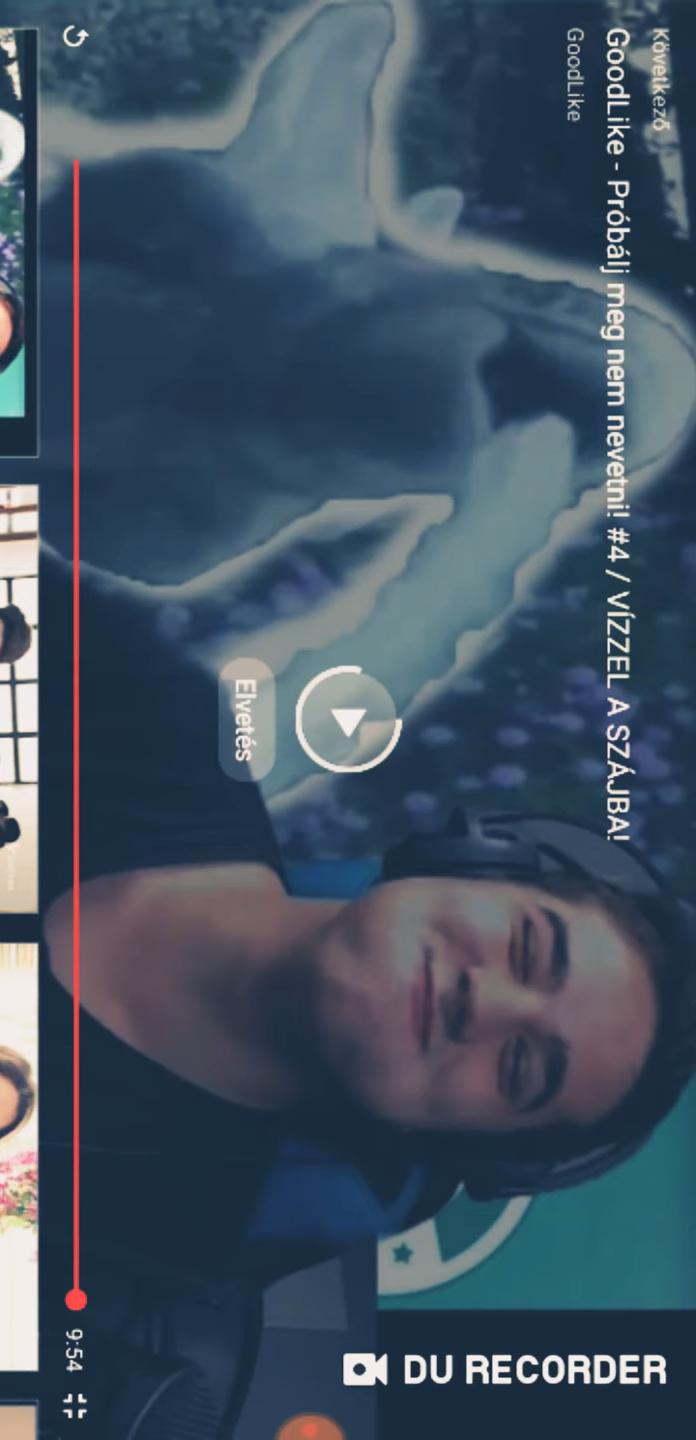 Következő
GoodLike - Próbálj meg nem nevetni! #4 / VÍZZEL A SZÁJBA!
GoodLike
Elvetés
9:54
DU RECORDER